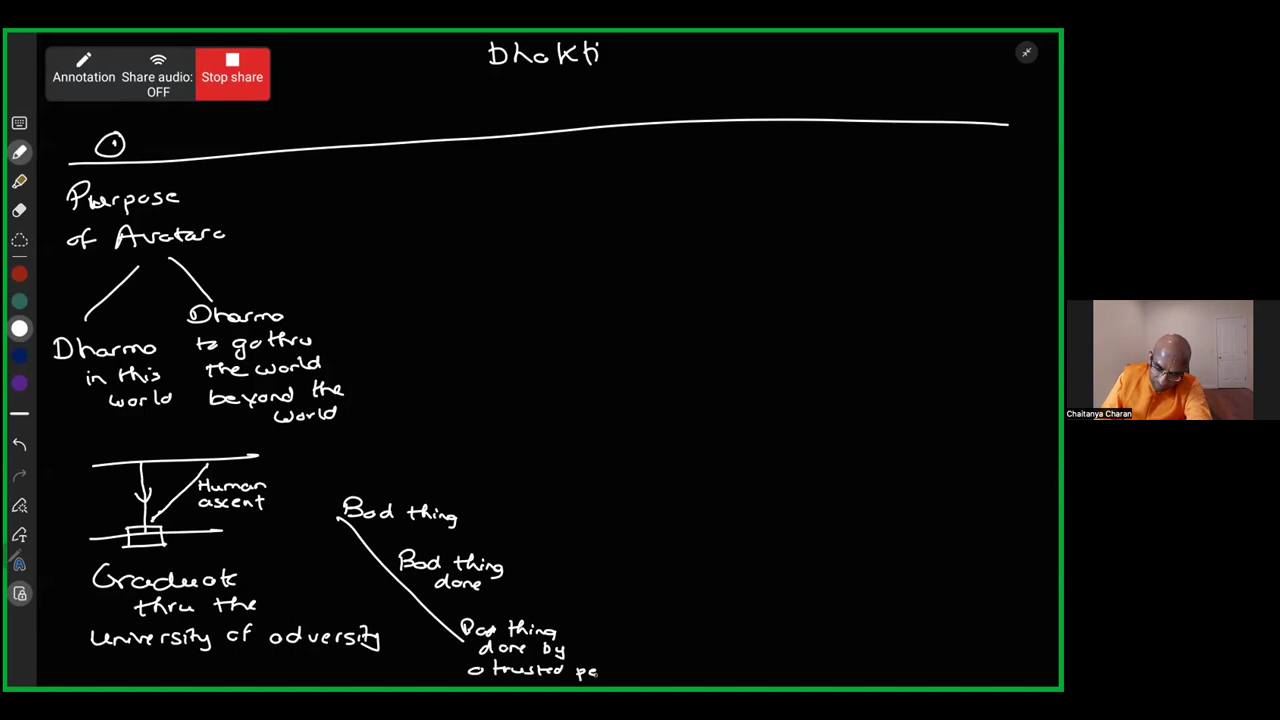 Bhakti
Annotation
Share audio:
OFF
Stop share
Purpose
of Avatara
Dharma
in this
world
Dharma
to go thru
the world
beyond the
world
Human
ascent
Graduate
thru the
university of adversity
Bad thing
Bad thing
done
Bad thing
done by
a trusted pe
Chaitanya Charan